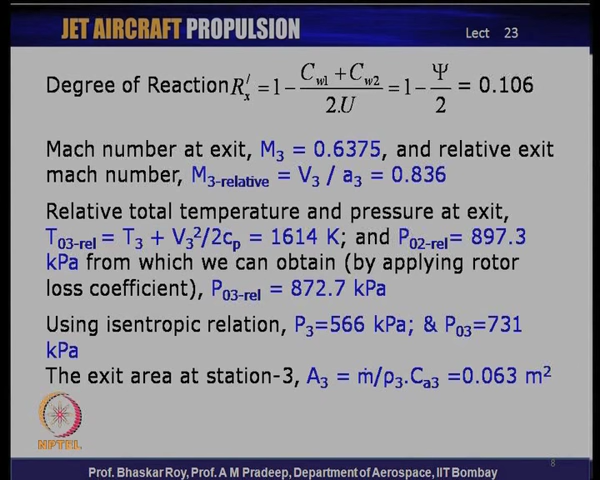 JET AIRCRAFT PROPULSION Lect 23
Degree of Reaction R′ₓ = 1 − (C_w1 + C_w2)/(2.U) = 1 − Ψ/2 = 0.106
Mach number at exit, M₃ = 0.6375, and relative exit
mach number, M₃₋relative = V₃ / a₃ = 0.836
Relative total temperature and pressure at exit,
T₀₃₋rel = T₃ + V₃²/2cₚ = 1614 K; and P₀₂₋rel= 897.3
kPa from which we can obtain (by applying rotor
loss coefficient), P₀₃₋rel = 872.7 kPa
Using isentropic relation, P₃=566 kPa; & P₀₃=731
kPa
The exit area at station-3, A₃ = ṁ/ρ₃.Cₐ₃ =0.063 m²
NPTEL
8
Prof. Bhaskar Roy, Prof. A M Pradeep, Department of Aerospace, IIT Bombay